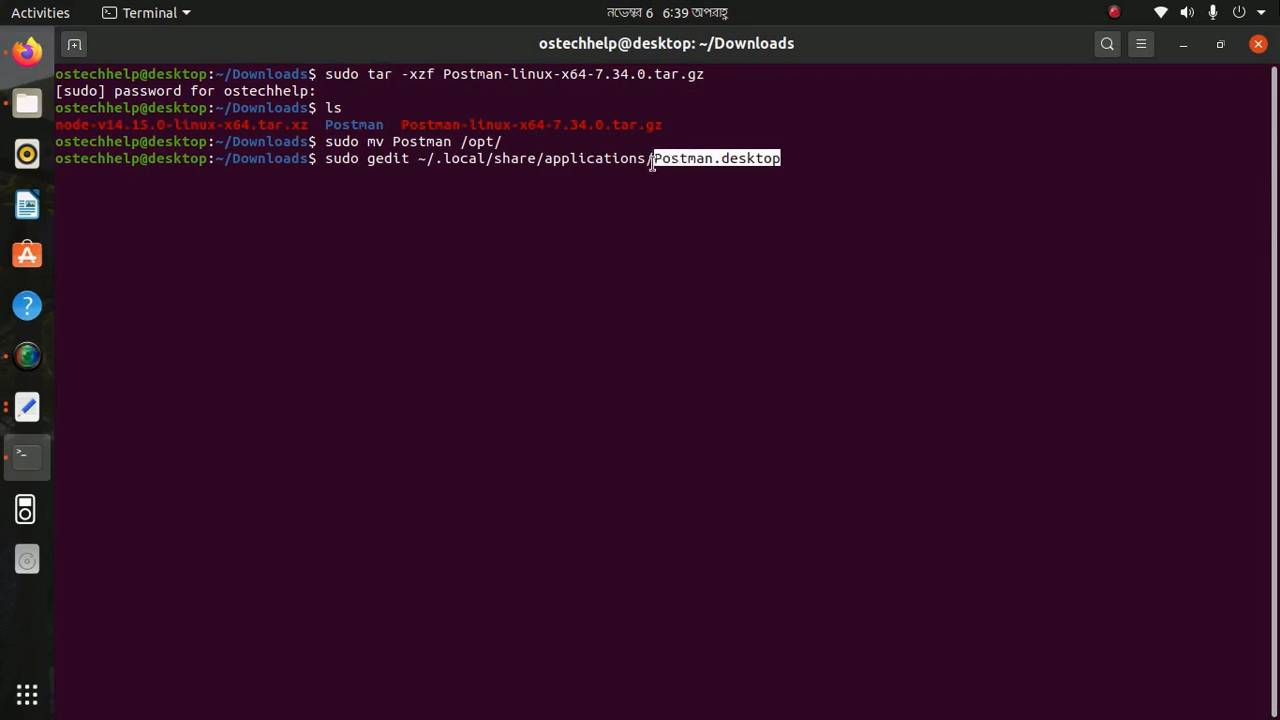 Activities Terminal নভেম্বর 6 6:39 অপরাহ্ণ
ostechhelp@desktop: ~/Downloads
ostechhelp@desktop:~/Downloads$ sudo tar -xzf Postman-linux-x64-7.34.0.tar.gz
[sudo] password for ostechhelp:
ostechhelp@desktop:~/Downloads$ ls
node-v14.15.0-linux-x64.tar.xz Postman Postman-linux-x64-7.34.0.tar.gz
ostechhelp@desktop:~/Downloads$ sudo mv Postman /opt/
ostechhelp@desktop:~/Downloads$ sudo gedit ~/.local/share/applications/Postman.desktop